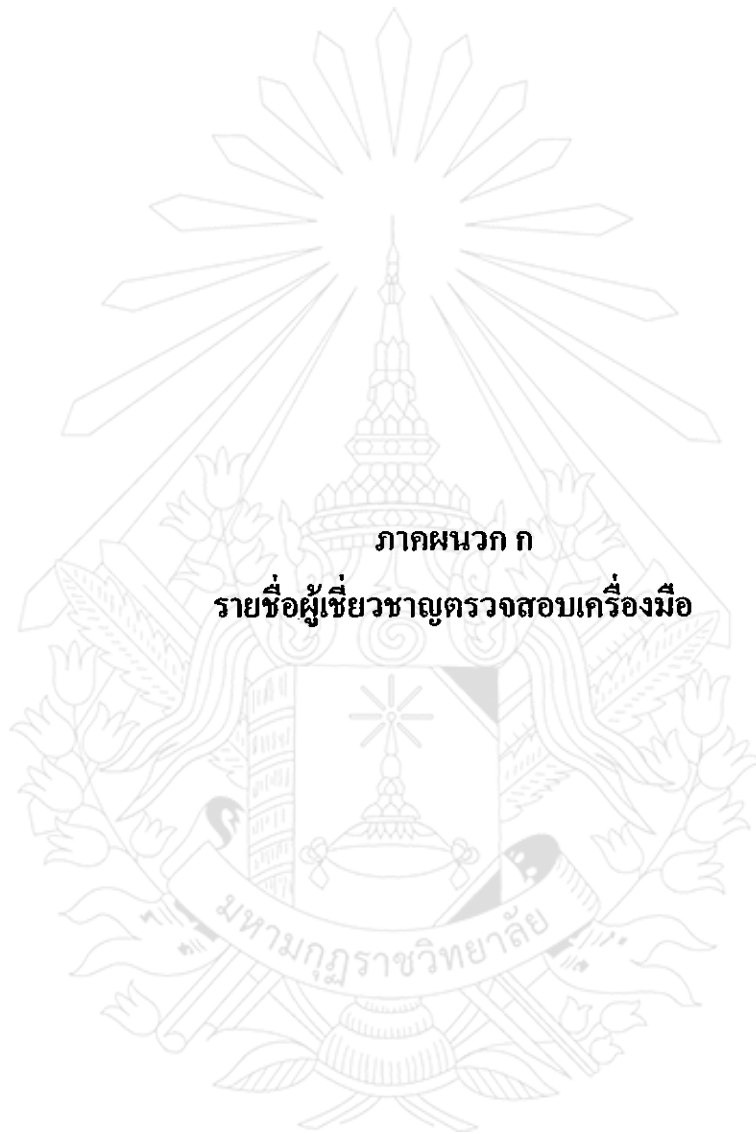 ภาคผนวก ก
รายชื่อผู้เชี่ยวชาญตรวจสอบเครื่องมือ
มหามกุฏราชวิทยาลัย